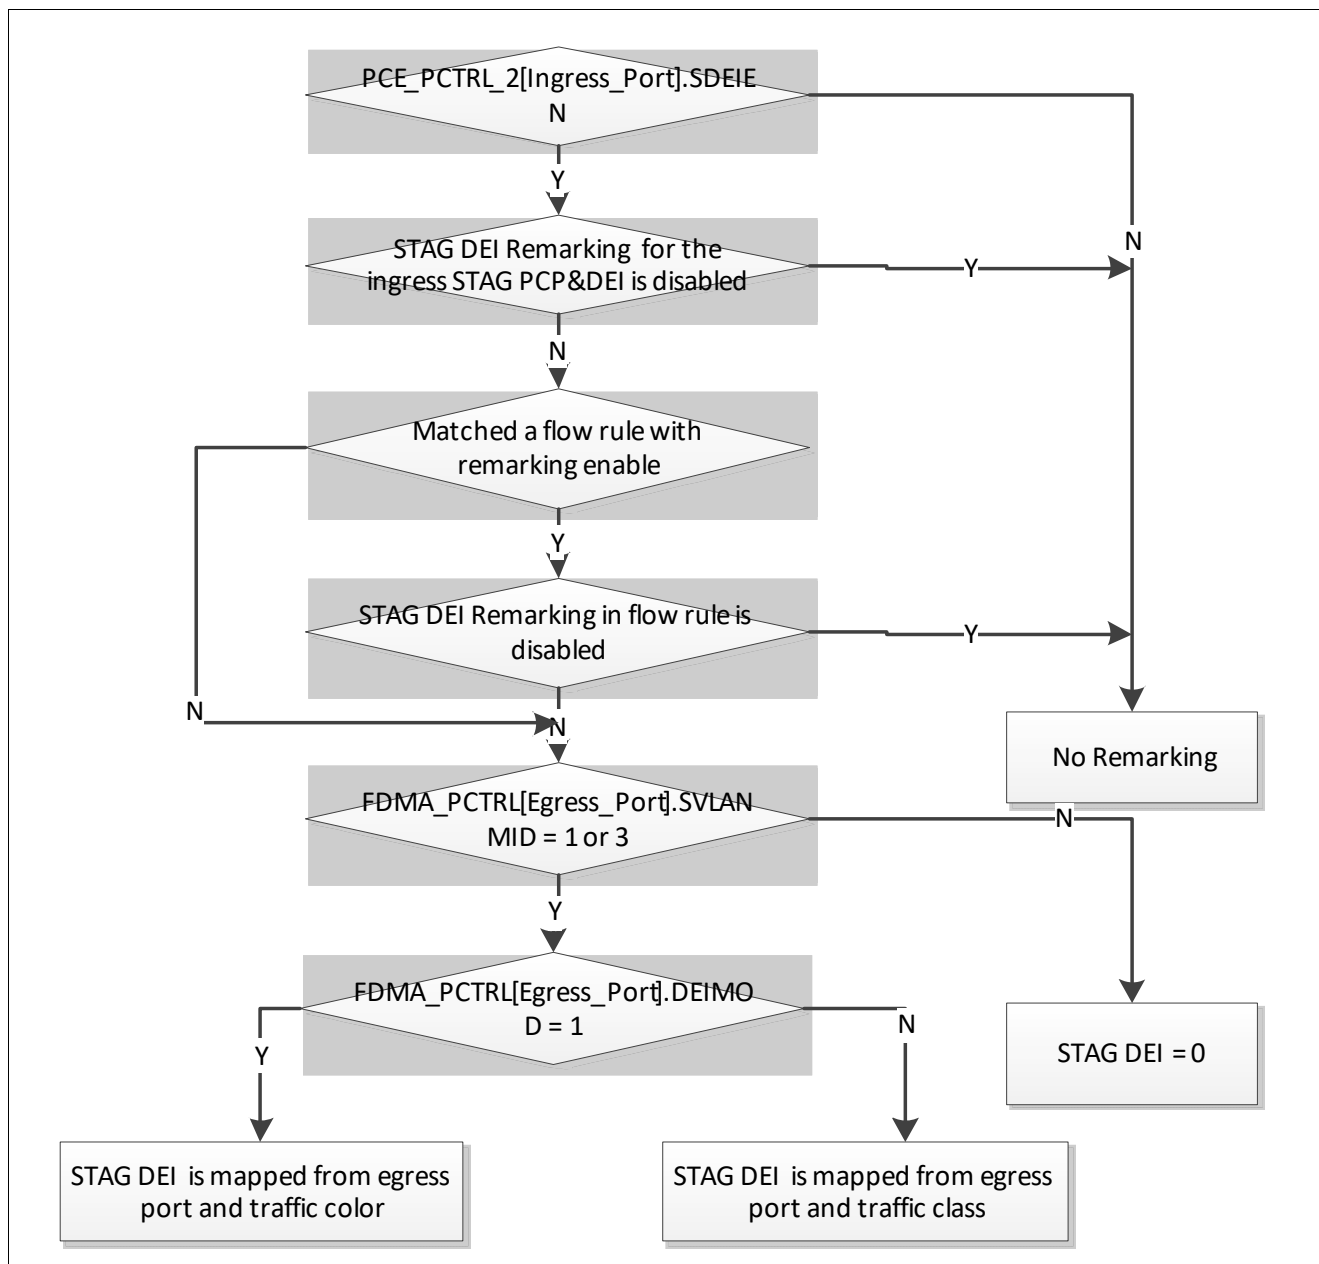 PCE_PCTRL_2[Ingress_Port].SDEIE
N
Y
N
STAG DEI Remarking for the
ingress STAG PCP&DEI is disabled
Y
N
Matched a flow rule with
remarking enable
Y
STAG DEI Remarking in flow rule is
disabled
Y
N
N
No Remarking
FDMA_PCTRL[Egress_Port].SVLAN
MID = 1 or 3
N
Y
FDMA_PCTRL[Egress_Port].DEIMO
D = 1
N
Y
STAG DEI = 0
STAG DEI is mapped from egress
port and traffic color
STAG DEI is mapped from egress
port and traffic class